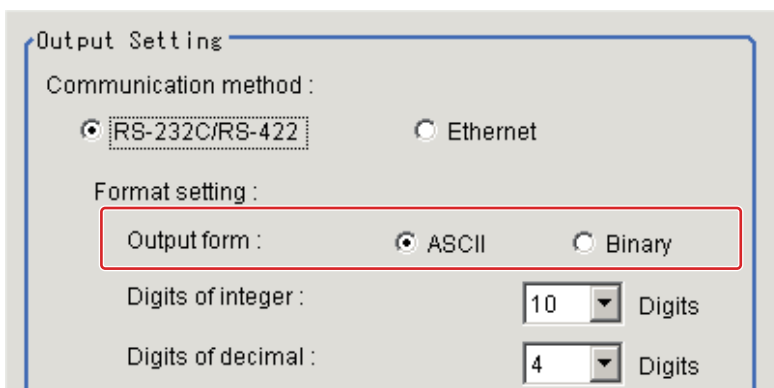 Output Setting
Communication method :
RS-232C/RS-422 Ethernet
Format setting :
Output form : ASCII Binary
Digits of integer : 10 Digits
Digits of decimal : 4 Digits